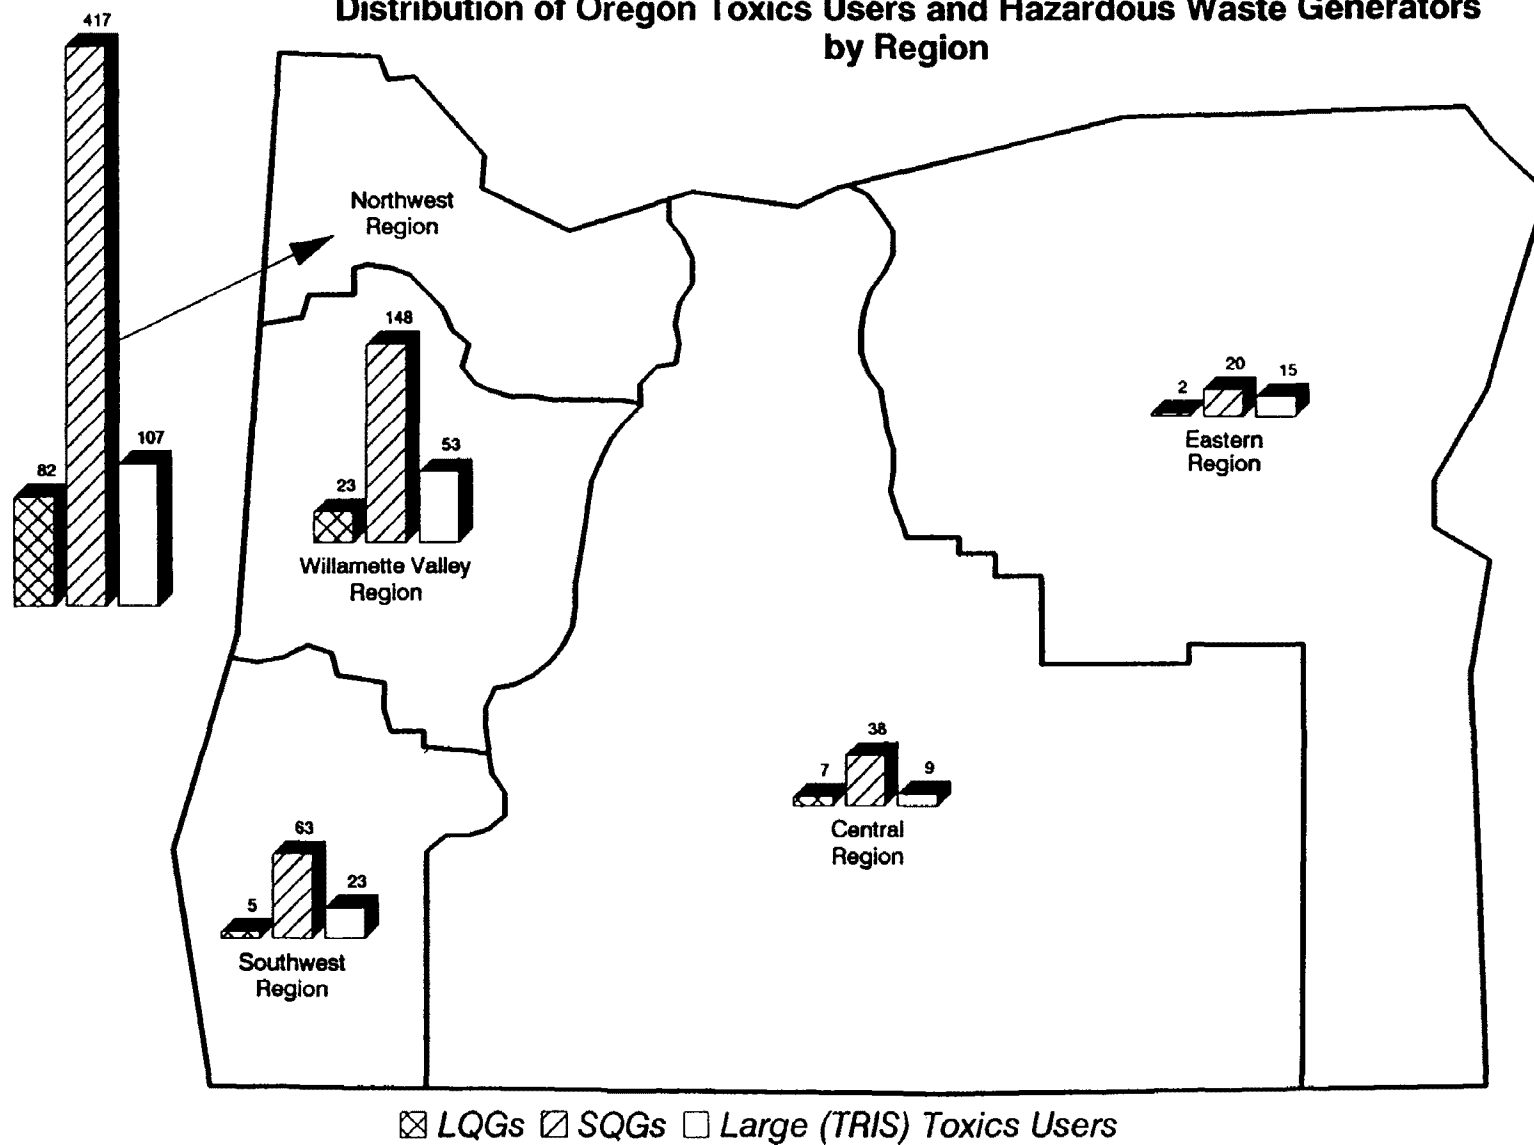 Distribution of Oregon Toxics Users and Hazardous Waste Generators
by Region
417
82
107
Northwest
Region
148
23
53
Willamette Valley
Region
2
20
15
Eastern
Region
7
38
9
Central
Region
5
63
23
Southwest
Region
LQGs SQGs Large (TRIS) Toxics Users